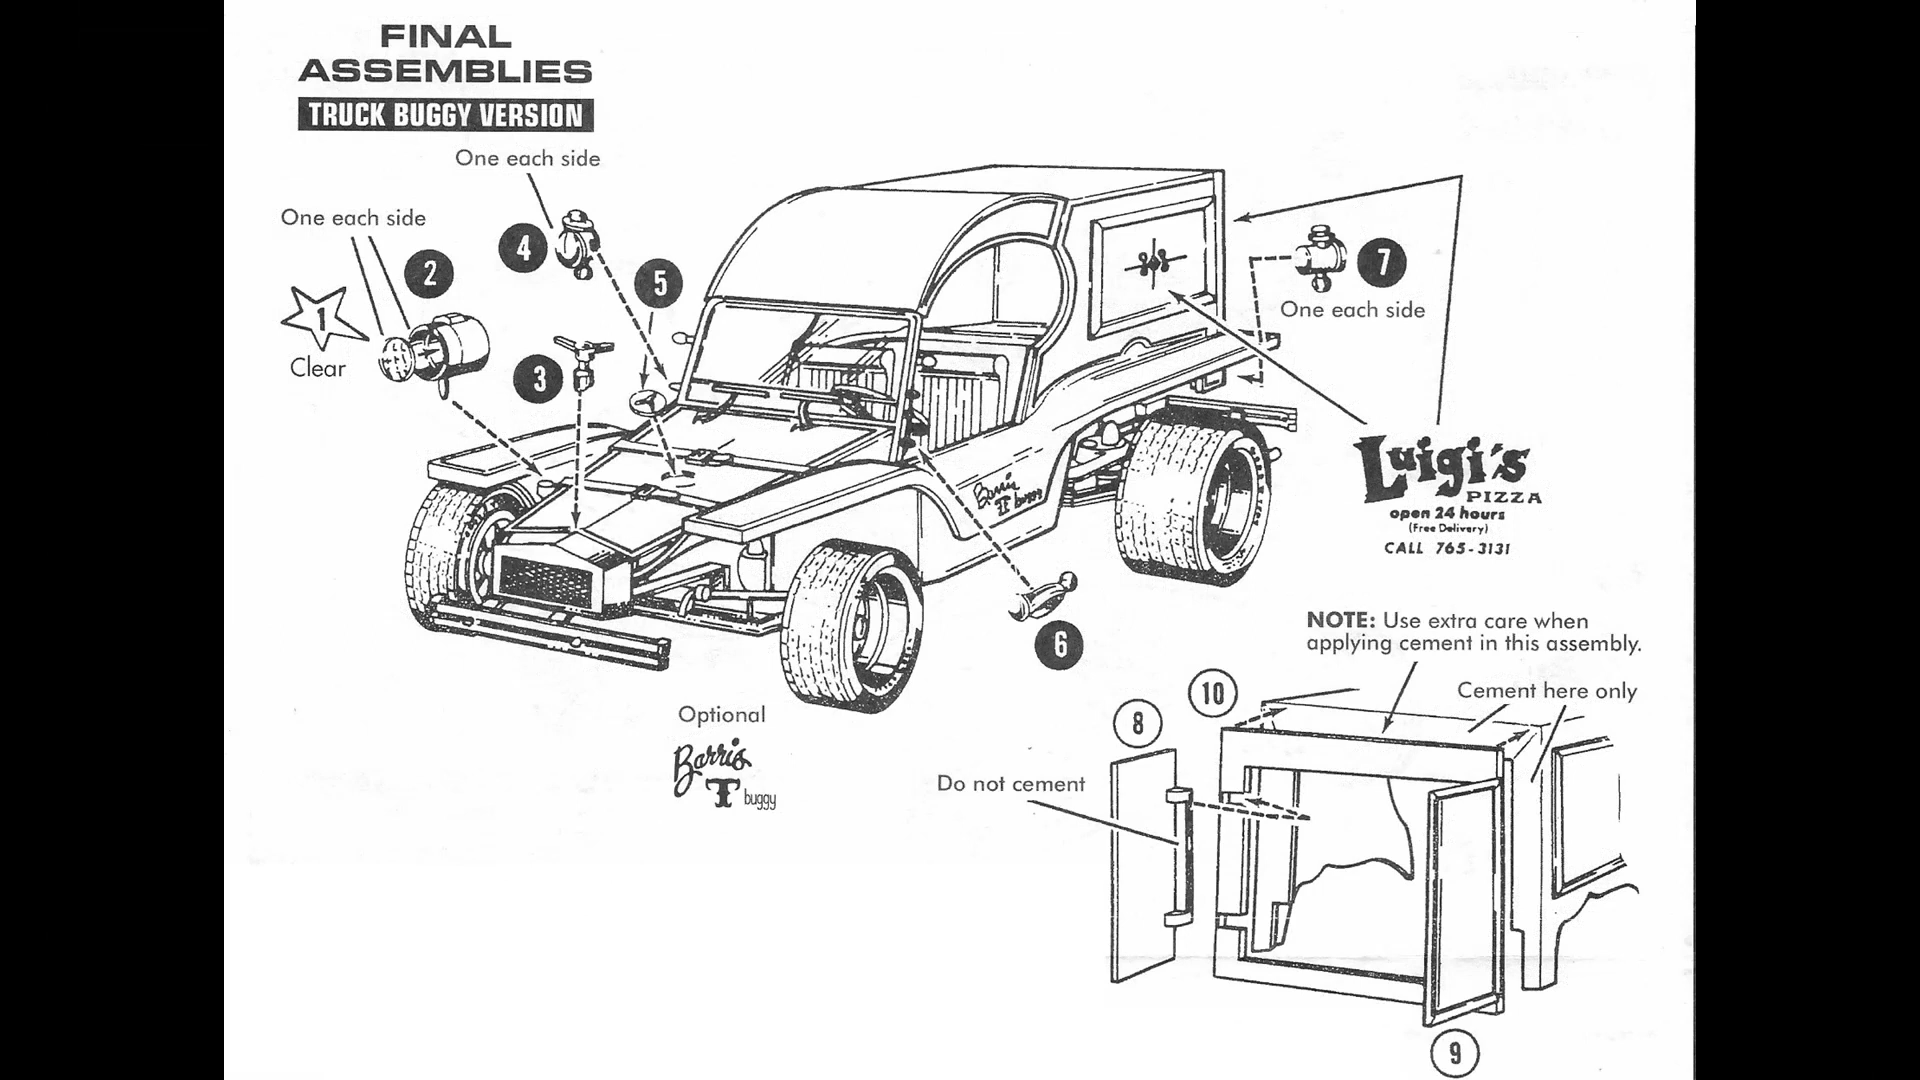 FINAL
ASSEMBLIES
TRUCK BUGGY VERSION
One each side
One each side
4
2
5
7
1
One each side
Clear
3
Barris
T buggy
Luigi's
PIZZA
open 24 hours
(Free Delivery)
CALL 765-3131
6
NOTE: Use extra care when
applying cement in this assembly.
Optional
Barris
T buggy
10
Cement here only
8
Do not cement
9